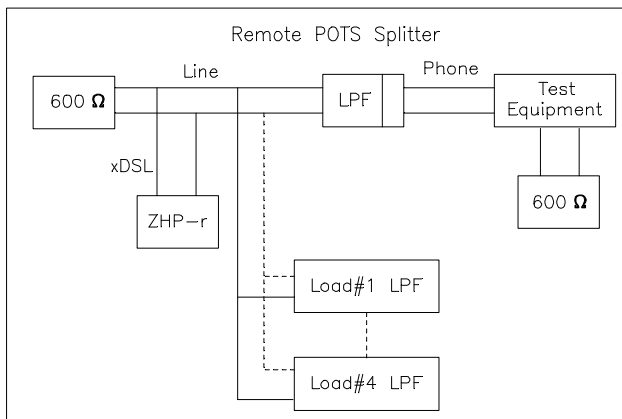 Remote POTS Splitter
Line
Phone
600 Ω
LPF
Test
Equipment
xDSL
ZHP-r
600 Ω
Load#1 LPF
Load#4 LPF